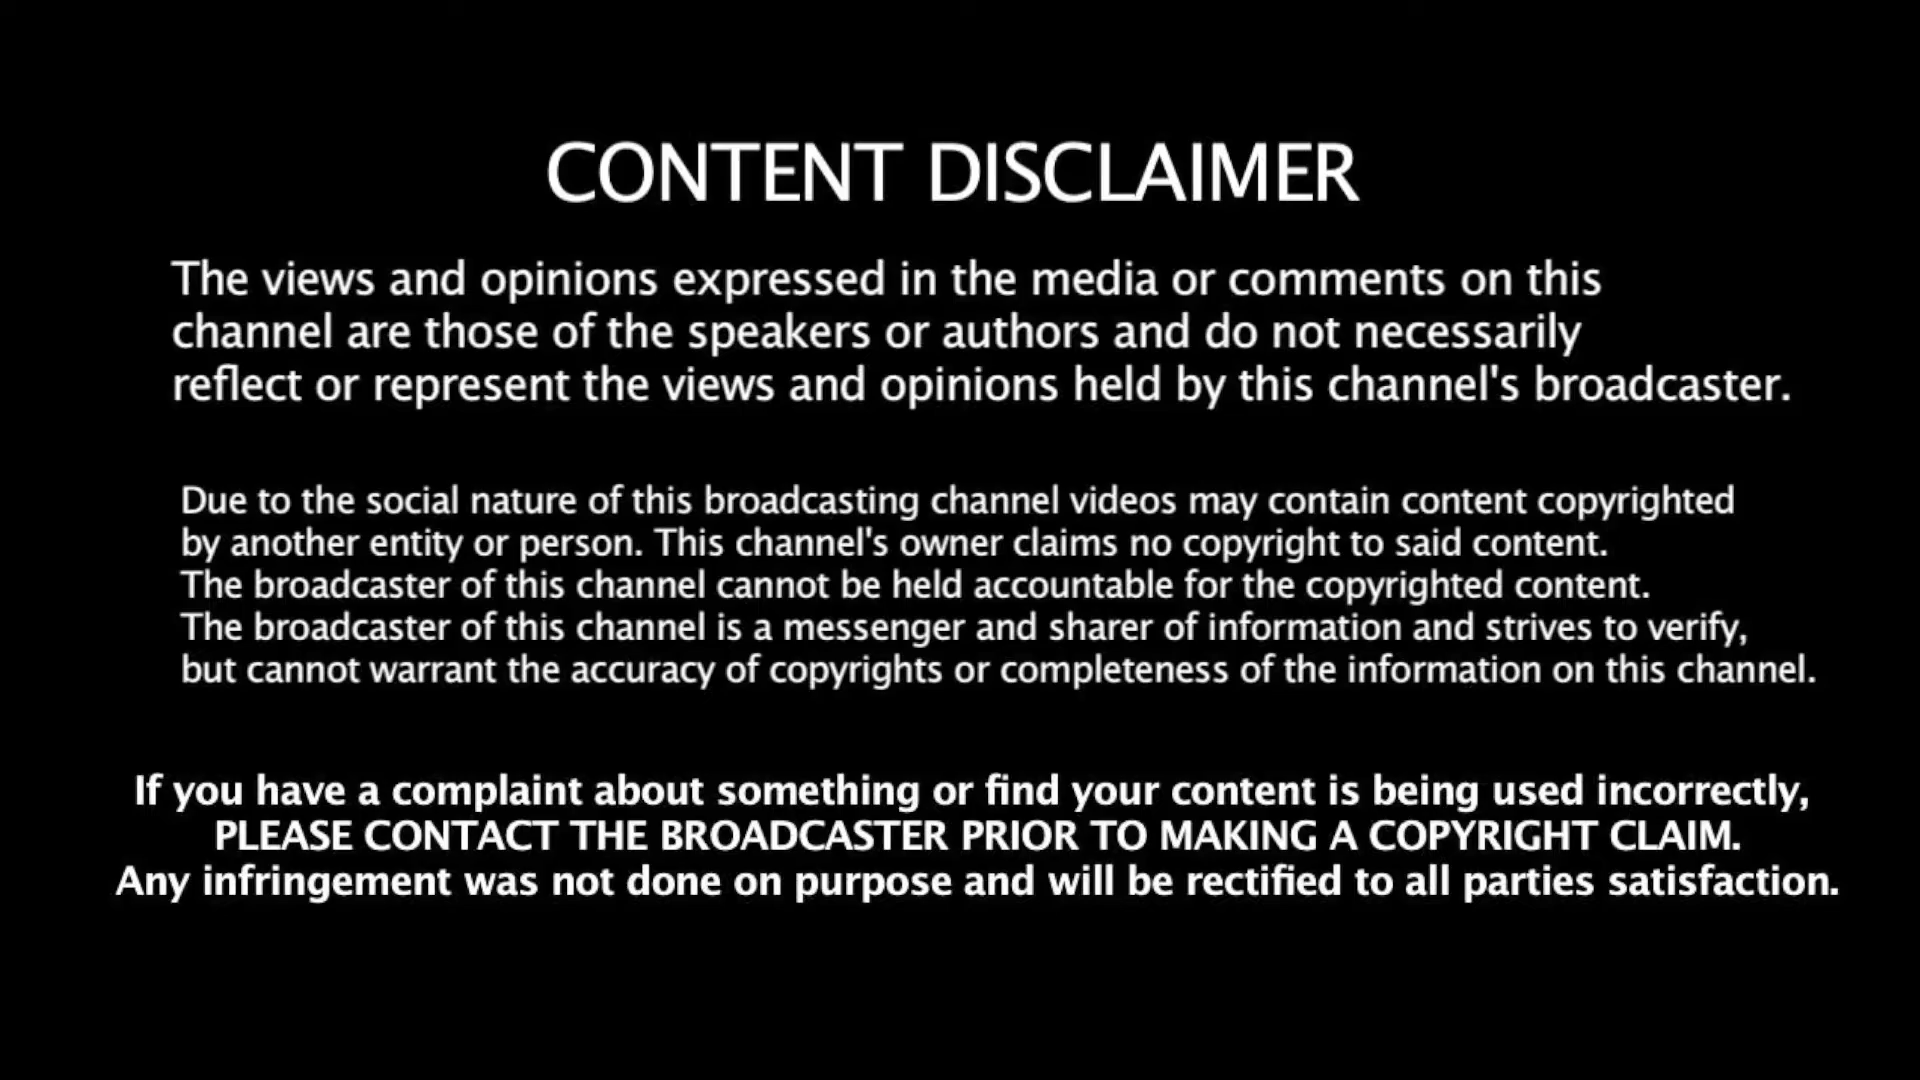 CONTENT DISCLAIMER
The views and opinions expressed in the media or comments on this
channel are those of the speakers or authors and do not necessarily
reflect or represent the views and opinions held by this channel's broadcaster.
Due to the social nature of this broadcasting channel videos may contain content copyrighted
by another entity or person. This channel's owner claims no copyright to said content.
The broadcaster of this channel cannot be held accountable for the copyrighted content.
The broadcaster of this channel is a messenger and sharer of information and strives to verify,
but cannot warrant the accuracy of copyrights or completeness of the information on this channel.
If you have a complaint about something or find your content is being used incorrectly,
PLEASE CONTACT THE BROADCASTER PRIOR TO MAKING A COPYRIGHT CLAIM.
Any infringement was not done on purpose and will be rectified to all parties satisfaction.